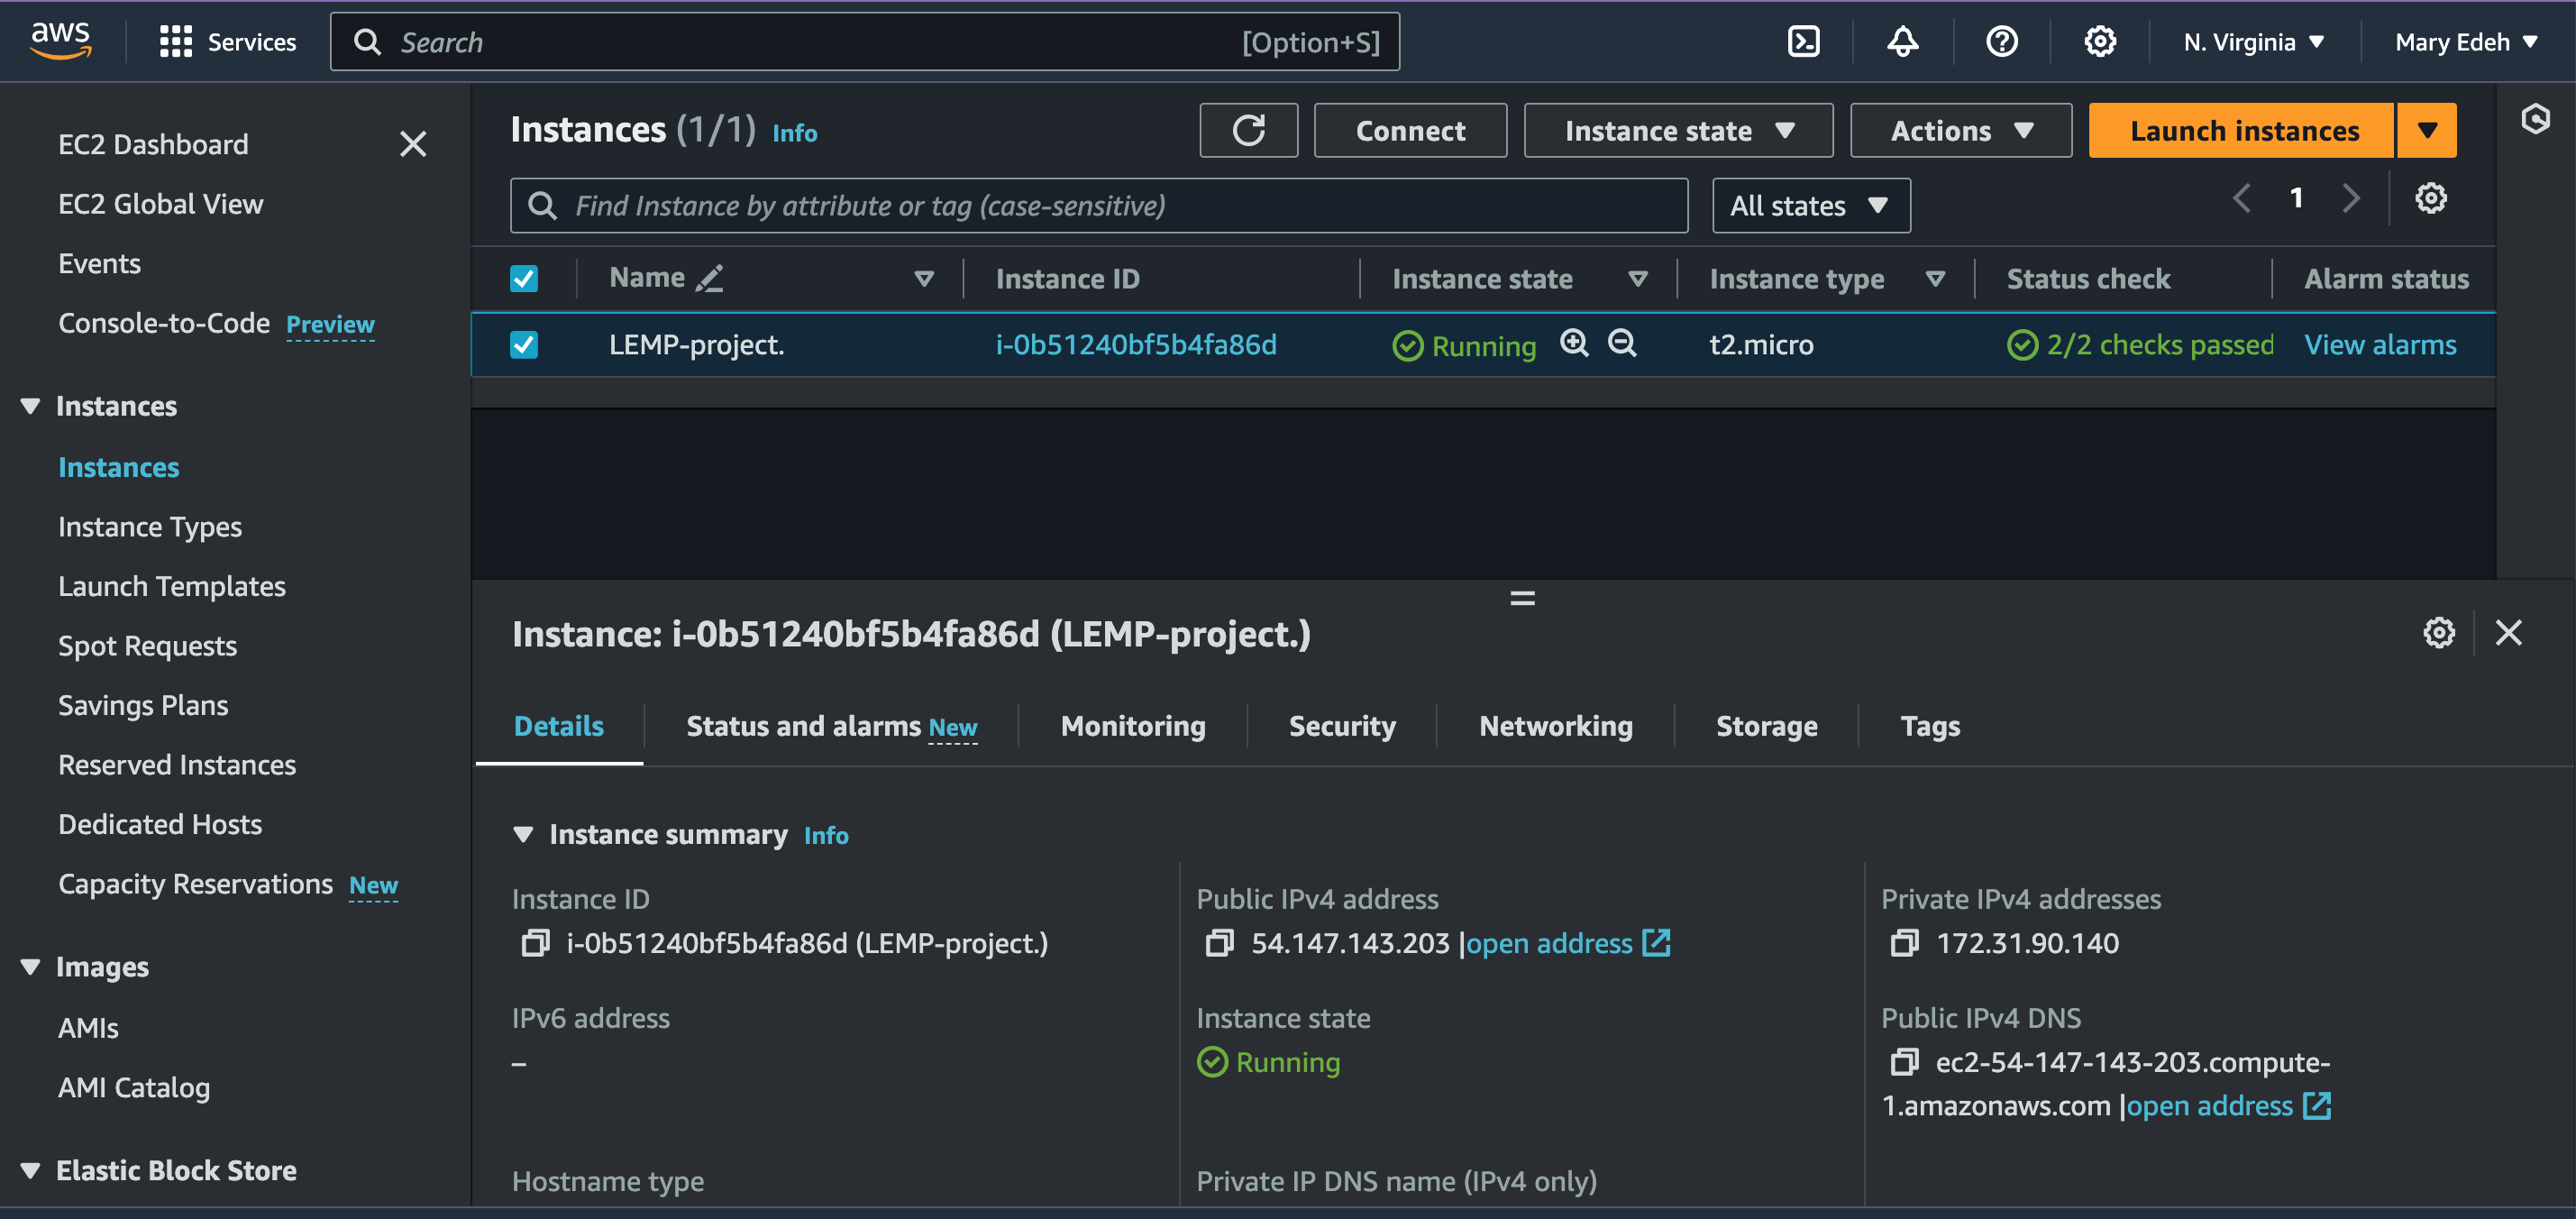 aws Services Search [Option+S] N. Virginia Mary Edeh
EC2 Dashboard
EC2 Global View
Events
Console-to-Code Preview
Instances
Instances
Instance Types
Launch Templates
Spot Requests
Savings Plans
Reserved Instances
Dedicated Hosts
Capacity Reservations New
Images
AMIs
AMI Catalog
Elastic Block Store
Instances (1/1) Info Connect Instance state Actions Launch instances
Find Instance by attribute or tag (case-sensitive) All states 1
Name Instance ID Instance state Instance type Status check Alarm status
LEMP-project. i-0b51240bf5b4fa86d Running t2.micro 2/2 checks passed View alarms
Instance: i-0b51240bf5b4fa86d (LEMP-project.)
Details Status and alarms New Monitoring Security Networking Storage Tags
Instance summary Info
Instance ID
i-0b51240bf5b4fa86d (LEMP-project.)
Public IPv4 address
54.147.143.203 |open address
Private IPv4 addresses
172.31.90.140
IPv6 address
–
Instance state
Running
Public IPv4 DNS
ec2-54-147-143-203.compute-
1.amazonaws.com |open address
Hostname type
Private IP DNS name (IPv4 only)